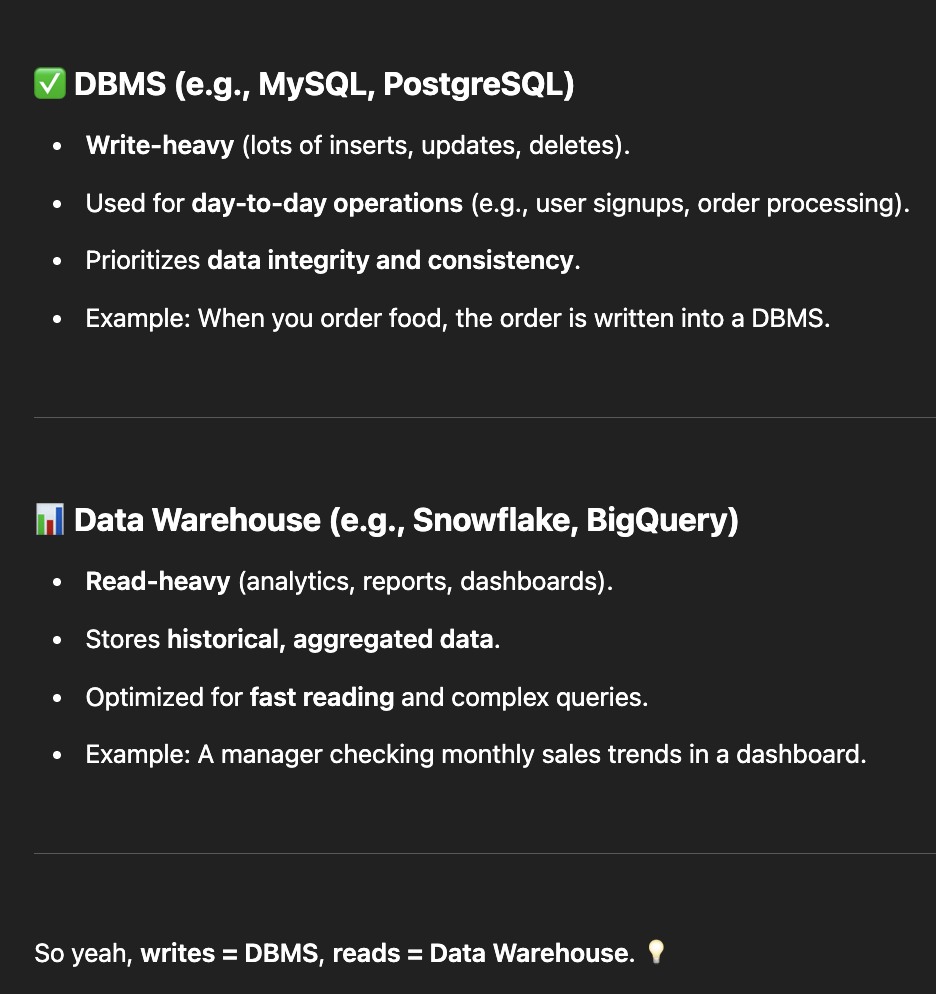 ✅ DBMS (e.g., MySQL, PostgreSQL)
• Write-heavy (lots of inserts, updates, deletes).
• Used for day-to-day operations (e.g., user signups, order processing).
• Prioritizes data integrity and consistency.
• Example: When you order food, the order is written into a DBMS.
📊 Data Warehouse (e.g., Snowflake, BigQuery)
• Read-heavy (analytics, reports, dashboards).
• Stores historical, aggregated data.
• Optimized for fast reading and complex queries.
• Example: A manager checking monthly sales trends in a dashboard.
So yeah, writes = DBMS, reads = Data Warehouse. 💡